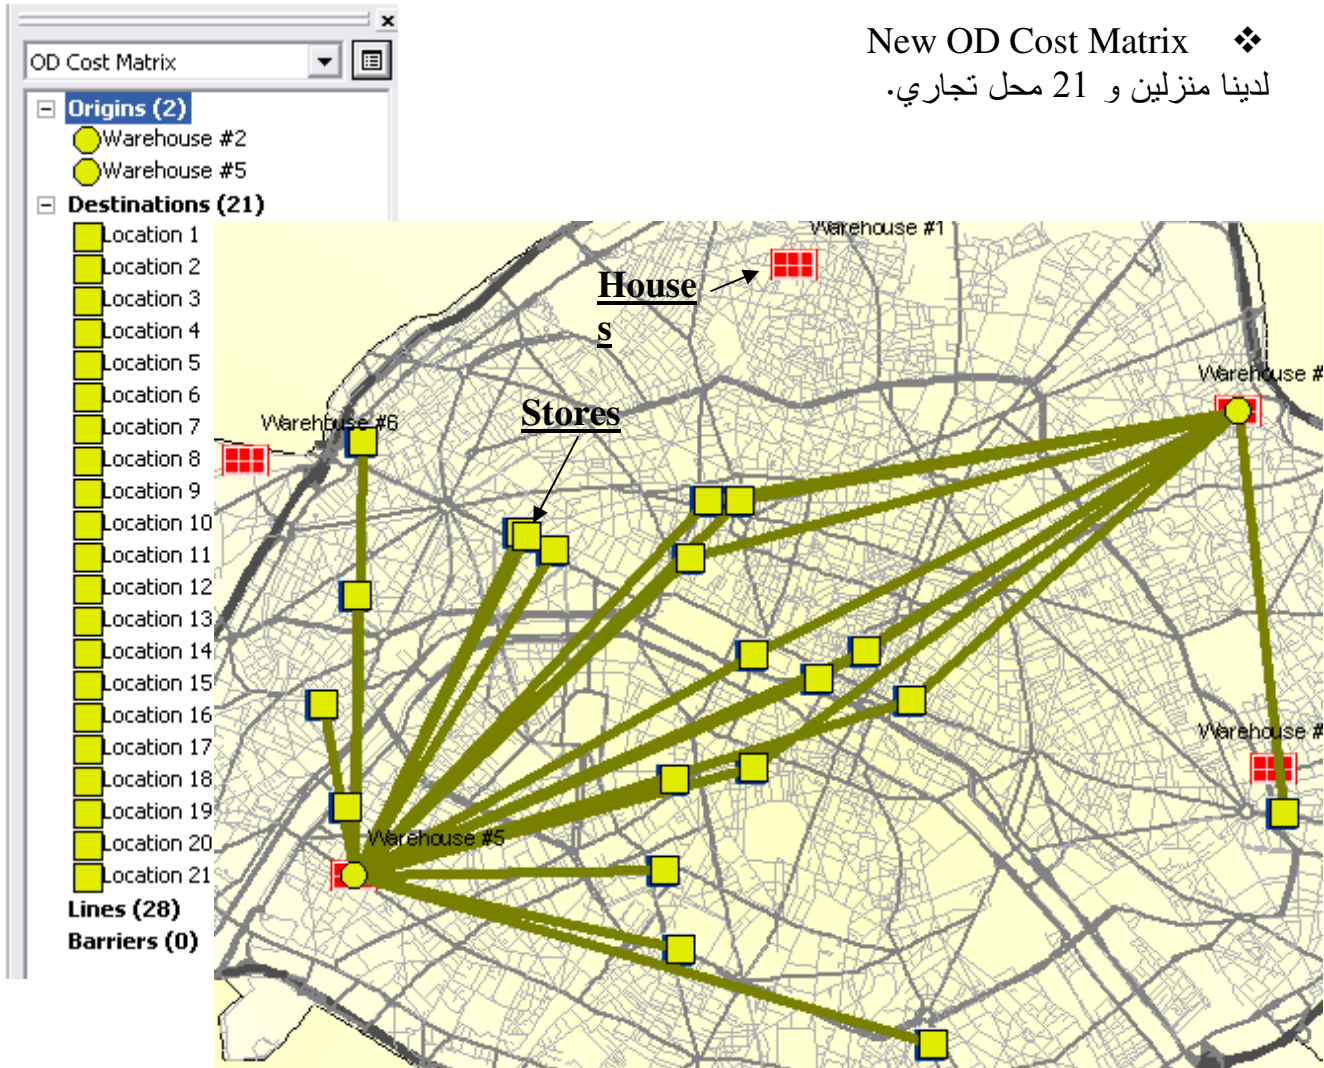 New OD Cost Matrix ❖
لدينا منزلين و 21 محل تجاري.
OD Cost Matrix
Origins (2)
Warehouse #2
Warehouse #5
Destinations (21)
Location 1
Location 2
Location 3
Location 4
Location 5
Location 6
Location 7
Location 8
Location 9
Location 10
Location 11
Location 12
Location 13
Location 14
Location 15
Location 16
Location 17
Location 18
Location 19
Location 20
Location 21
Lines (28)
Barriers (0)
Warehouse #1
House
s
Warehouse #
Stores
Warehouse #6
Warehouse #
Warehouse #5